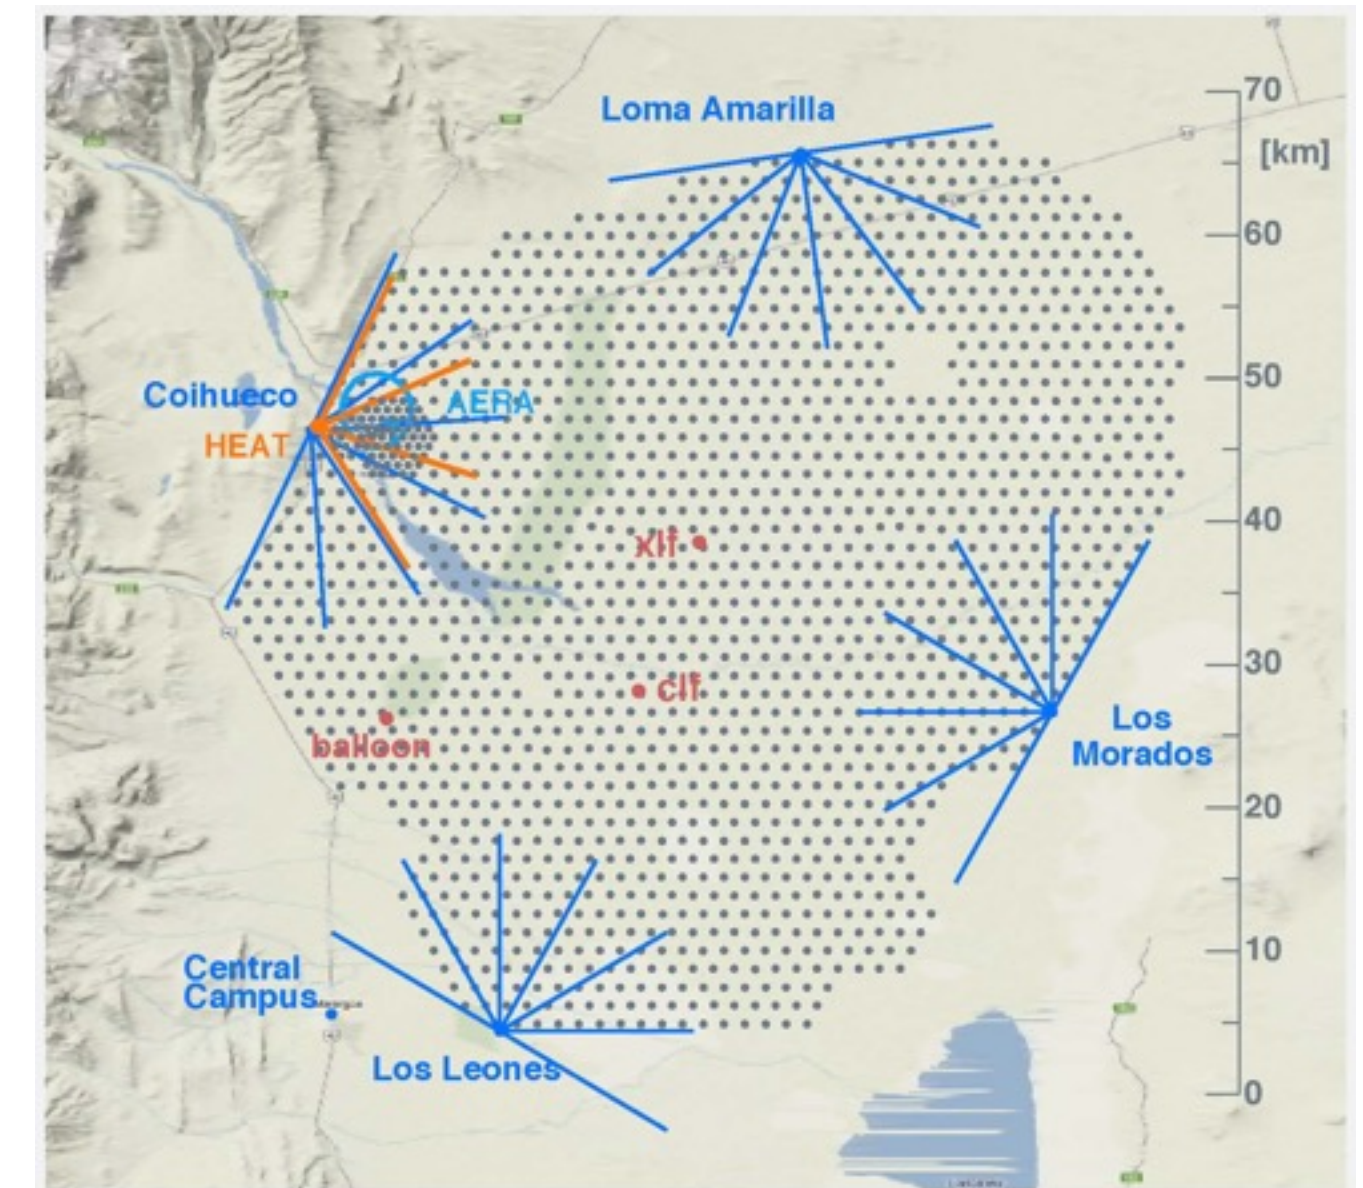 Loma Amarilla
70
[km]
60
50
Coihueco
AERA
HEAT
40
xlf
30
clf
balloon
Los
Morados
20
10
Central
Campus
Los Leones
0